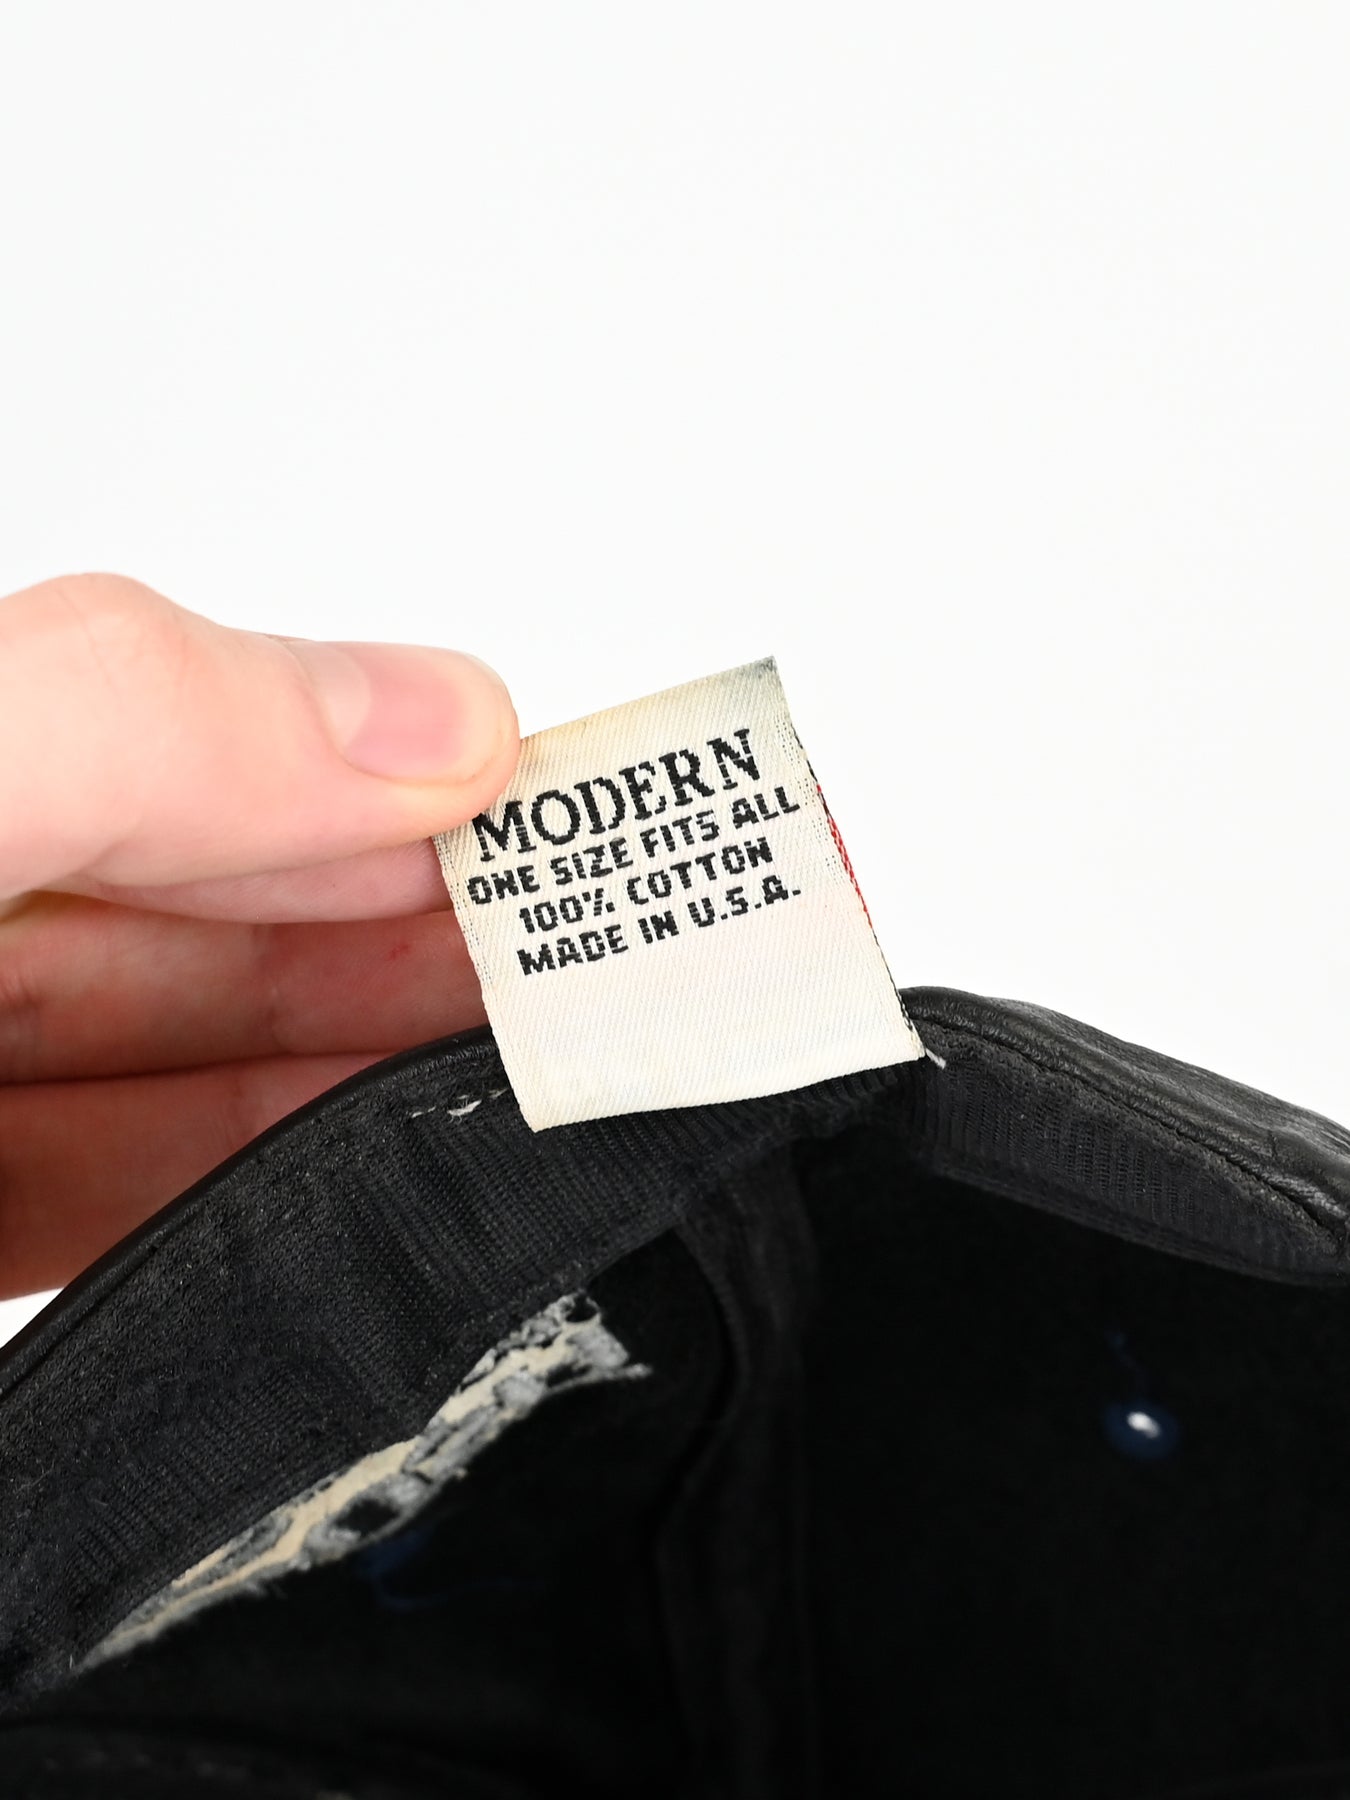 MODERN
ONE SIZE FITS ALL
100% COTTON
MADE IN U.S.A.